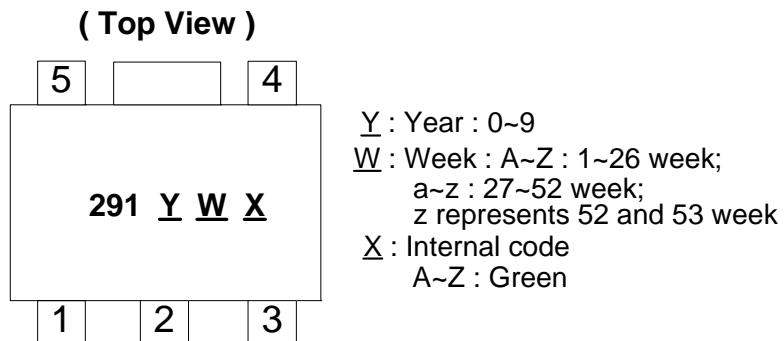 ( Top View )
5 4
291 Y W X
1 2 3
Y : Year : 0~9
W : Week : A~Z : 1~26 week;
a~z : 27~52 week;
z represents 52 and 53 week
X : Internal code
A~Z : Green